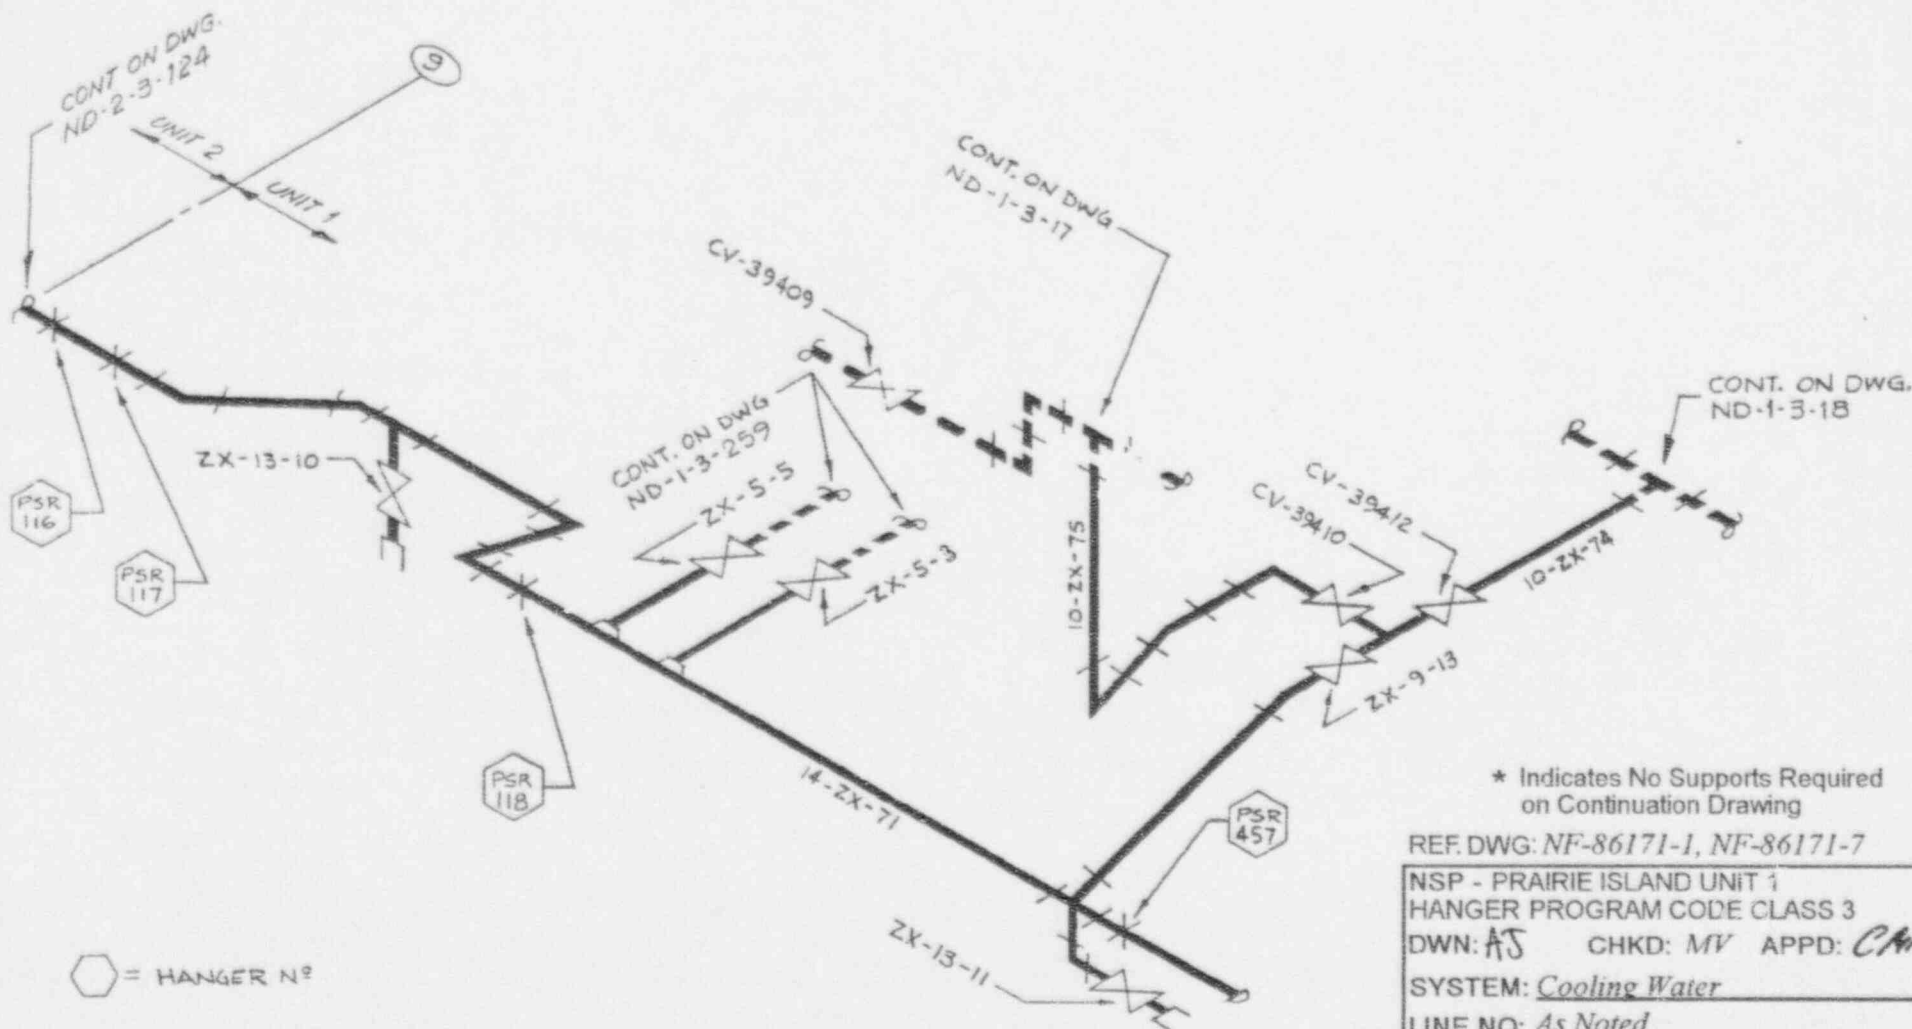 CONT ON DWG.
ND-2-3-124
9
UNIT 2
UNIT 1
CONT. ON DWG
ND-1-3-17
CV-39409
CONT. ON DWG.
ND-1-3-18
CONT. ON DWG
ND-1-3-259
ZX-13-10
ZX-5-5
ZX-5-3
CV-39412
CV-39410
PSR
116
PSR
117
10-ZX-75
10-ZX-74
ZX-9-13
PSR
118
14-ZX-71
PSR
457
ZX-13-11
= HANGER Nº
* Indicates No Supports Required
on Continuation Drawing
REF. DWG: NF-86171-1, NF-86171-7
NSP - PRAIRIE ISLAND UNIT 1
HANGER PROGRAM CODE CLASS 3
DWN: AJ CHKD: MV APPD:
SYSTEM: Cooling Water
LINE NO: As Noted